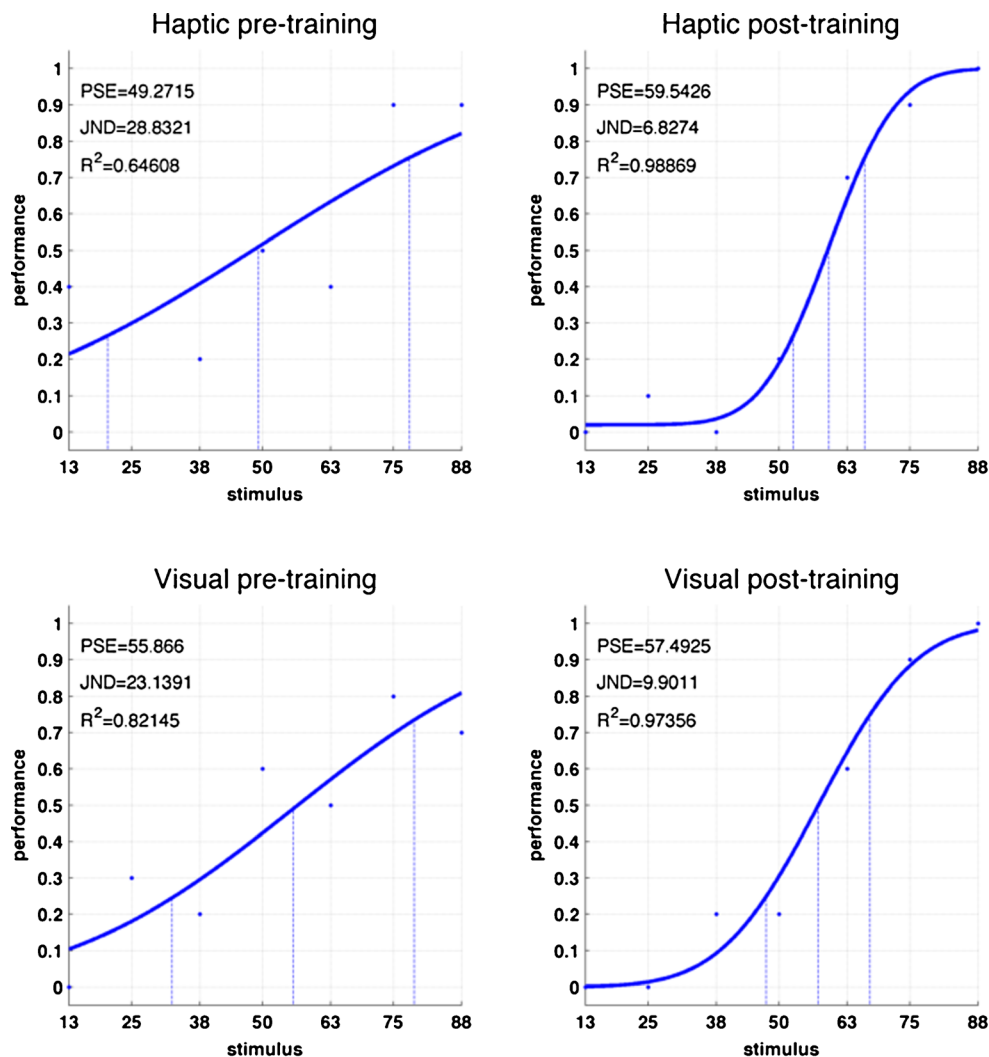 Haptic pre-training
PSE=49.2715
JND=28.8321
R²=0.64608
1
0.9
0.8
0.7
0.6
0.5
0.4
0.3
0.2
0.1
0
performance
13 25 38 50 63 75 88
stimulus
Haptic post-training
PSE=59.5426
JND=6.8274
R²=0.98869
1
0.9
0.8
0.7
0.6
0.5
0.4
0.3
0.2
0.1
0
performance
13 25 38 50 63 75 88
stimulus
Visual pre-training
PSE=55.866
JND=23.1391
R²=0.82145
1
0.9
0.8
0.7
0.6
0.5
0.4
0.3
0.2
0.1
0
performance
13 25 38 50 63 75 88
stimulus
Visual post-training
PSE=57.4925
JND=9.9011
R²=0.97356
1
0.9
0.8
0.7
0.6
0.5
0.4
0.3
0.2
0.1
0
performance
13 25 38 50 63 75 88
stimulus